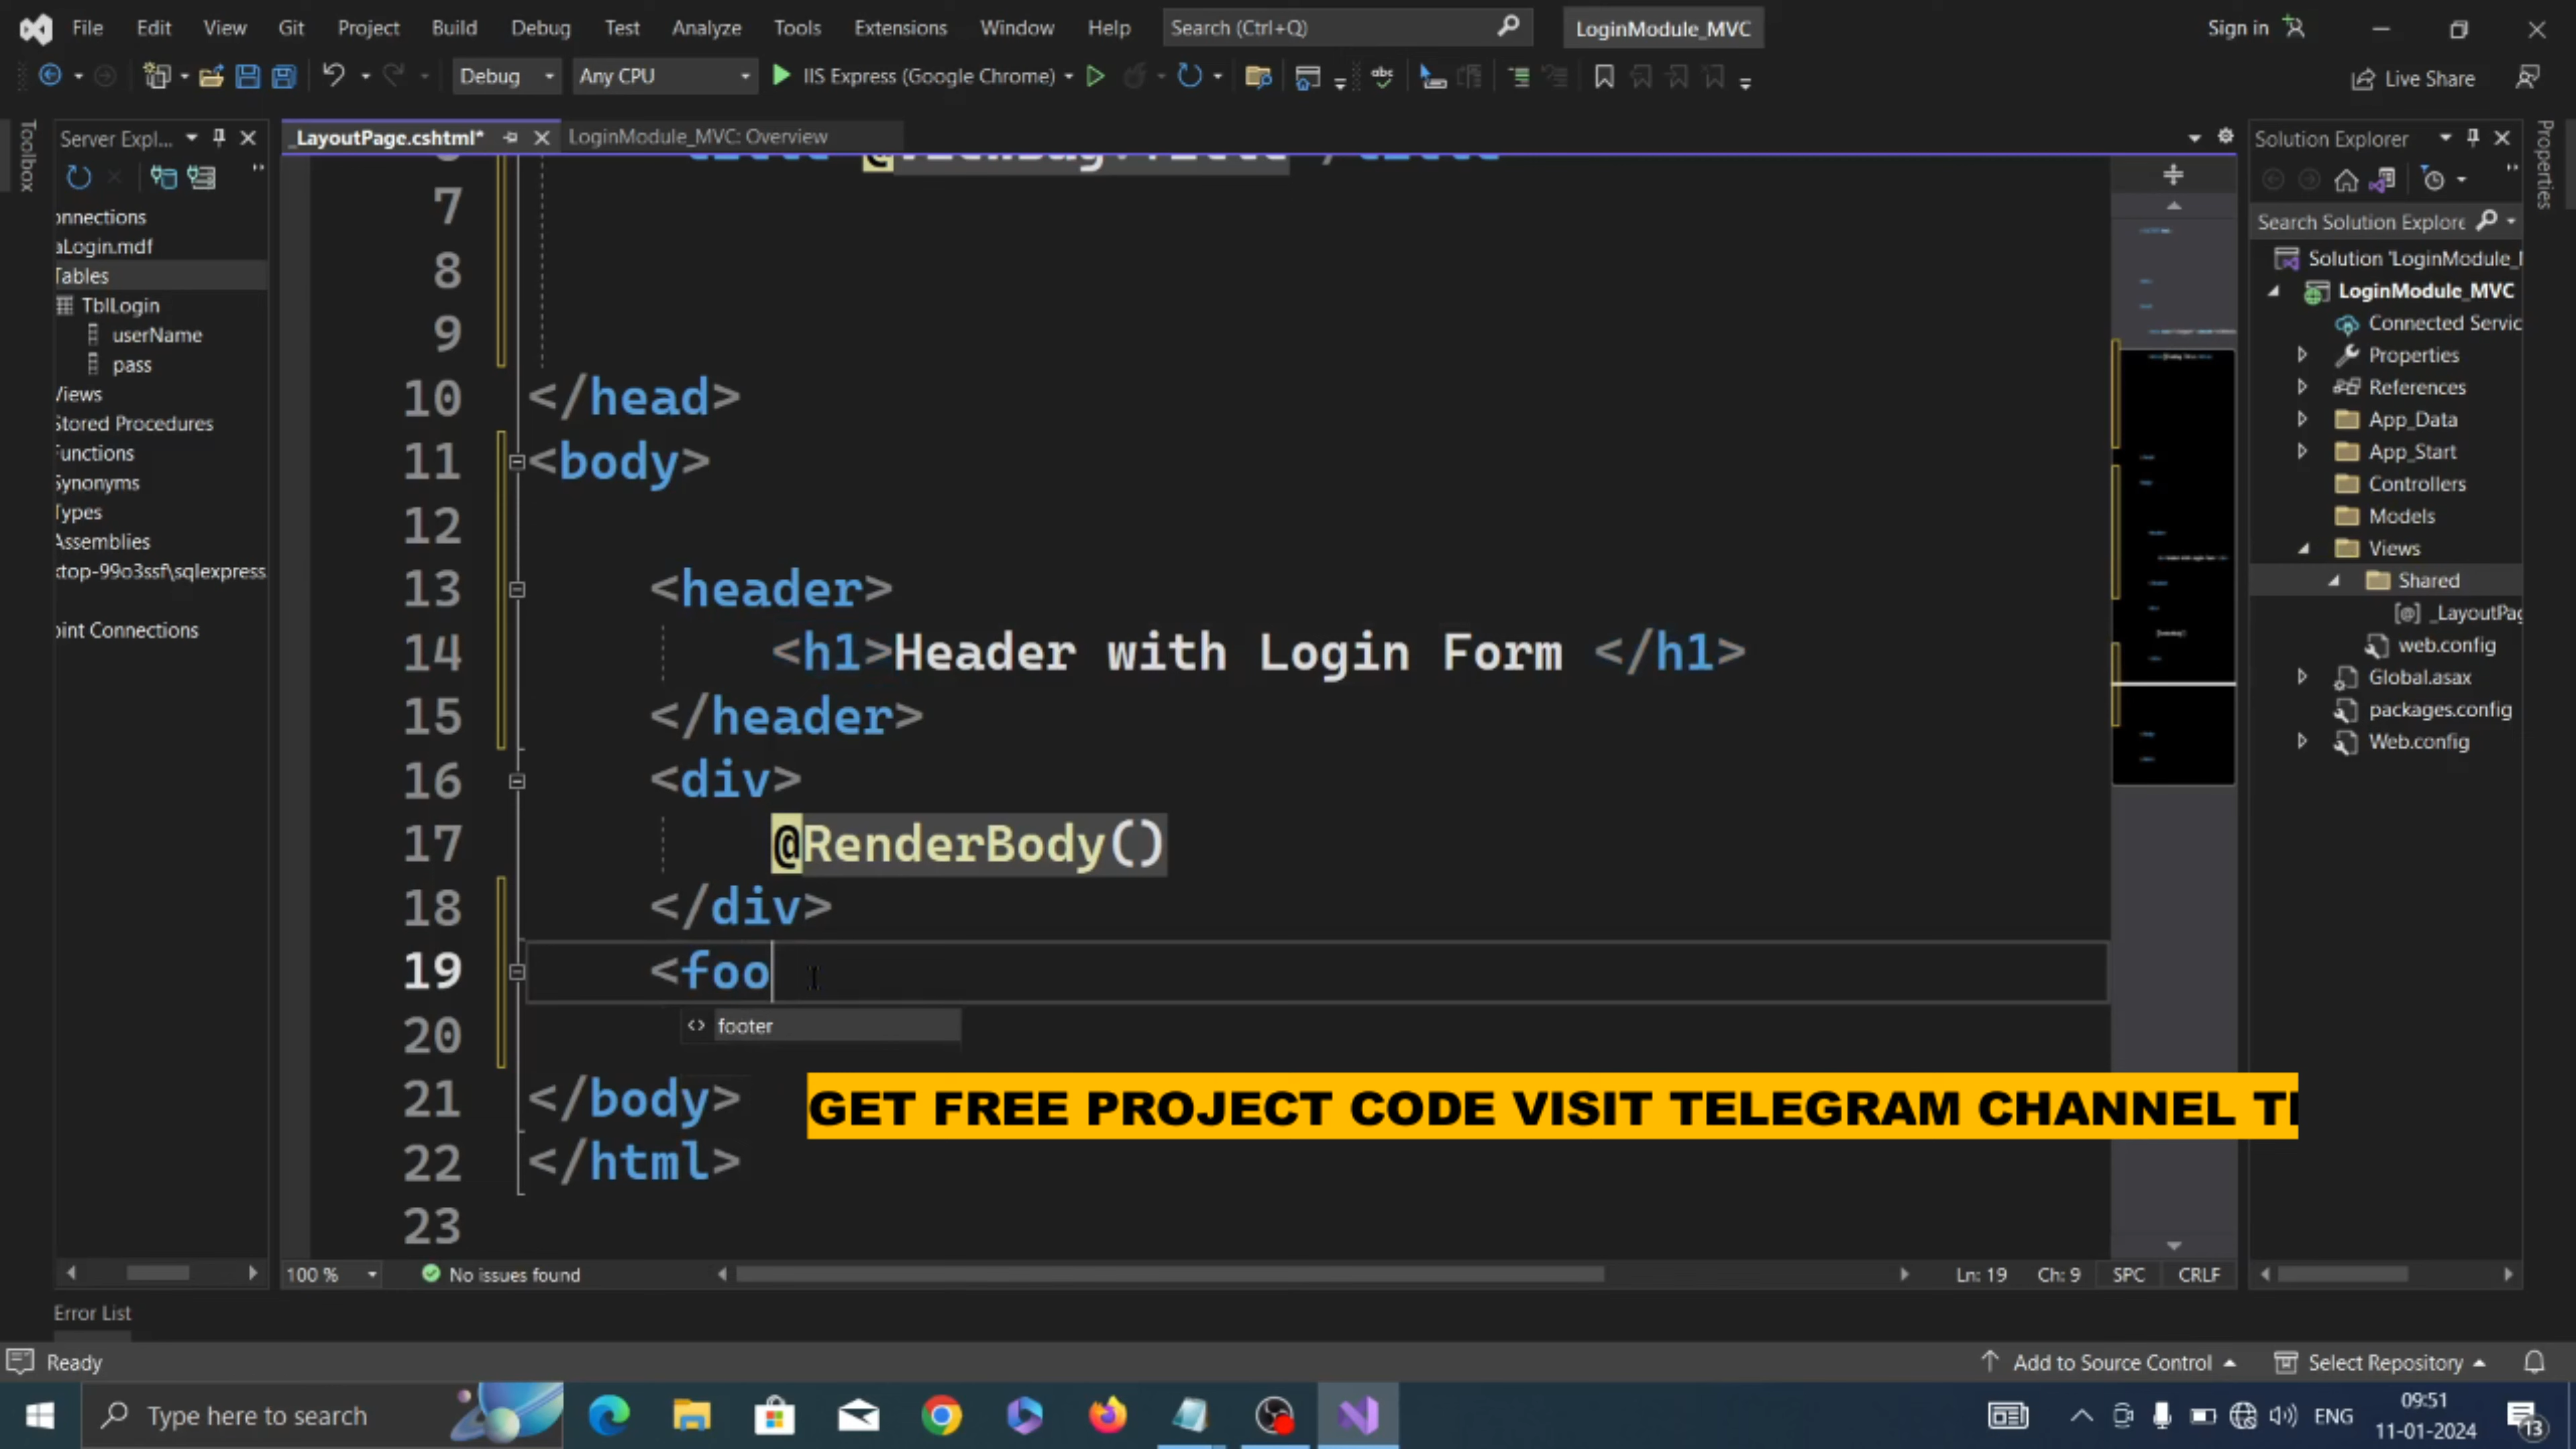 File Edit View Git Project Build Debug Test Analyze Tools Extensions Window Help Search (Ctrl+Q) LoginModule_MVC Sign in
Debug Any CPU IIS Express (Google Chrome) Live Share
Toolbox
Server Expl...
onnections
aLogin.mdf
Tables
TblLogin
userName
pass
Views
Stored Procedures
Functions
Synonyms
Types
Assemblies
ktop-99o3ssf\sqlexpress
oint Connections
_LayoutPage.cshtml* LoginModule_MVC: Overview
7
8
9
10 </head>
11 <body>
12
13 <header>
14 <h1>Header with Login Form </h1>
15 </header>
16 <div>
17 @RenderBody()
18 </div>
19 <foo
footer
20
21 </body>
22 </html>
23
GET FREE PROJECT CODE VISIT TELEGRAM CHANNEL
100 % No issues found Ln: 19 Ch: 9 SPC CRLF
Solution Explorer
Properties
Search Solution Explore
Solution 'LoginModule_
LoginModule_MVC
Connected Servic
Properties
References
App_Data
App_Start
Controllers
Models
Views
Shared
_LayoutPag
web.config
Global.asax
packages.config
Web.config
Error List
Ready Add to Source Control Select Repository
Type here to search ENG 09:51
11-01-2024
13